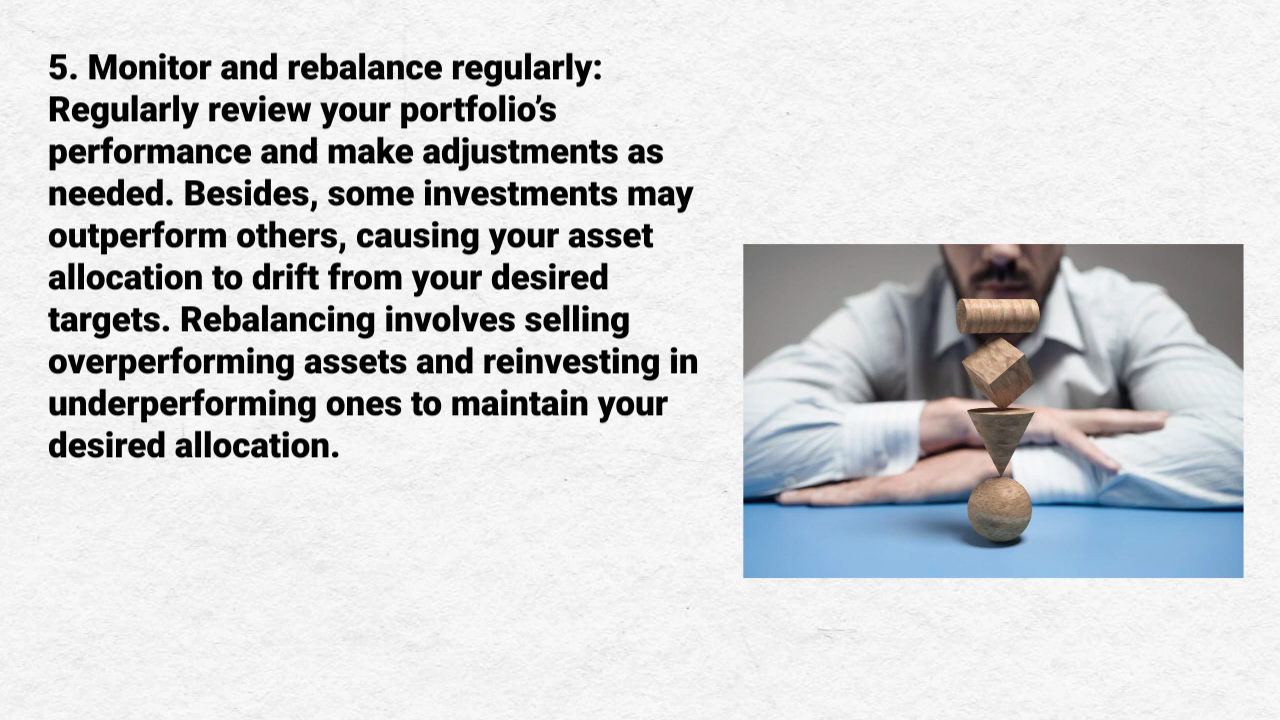 5. Monitor and rebalance regularly:
Regularly review your portfolio’s
performance and make adjustments as
needed. Besides, some investments may
outperform others, causing your asset
allocation to drift from your desired
targets. Rebalancing involves selling
overperforming assets and reinvesting in
underperforming ones to maintain your
desired allocation.